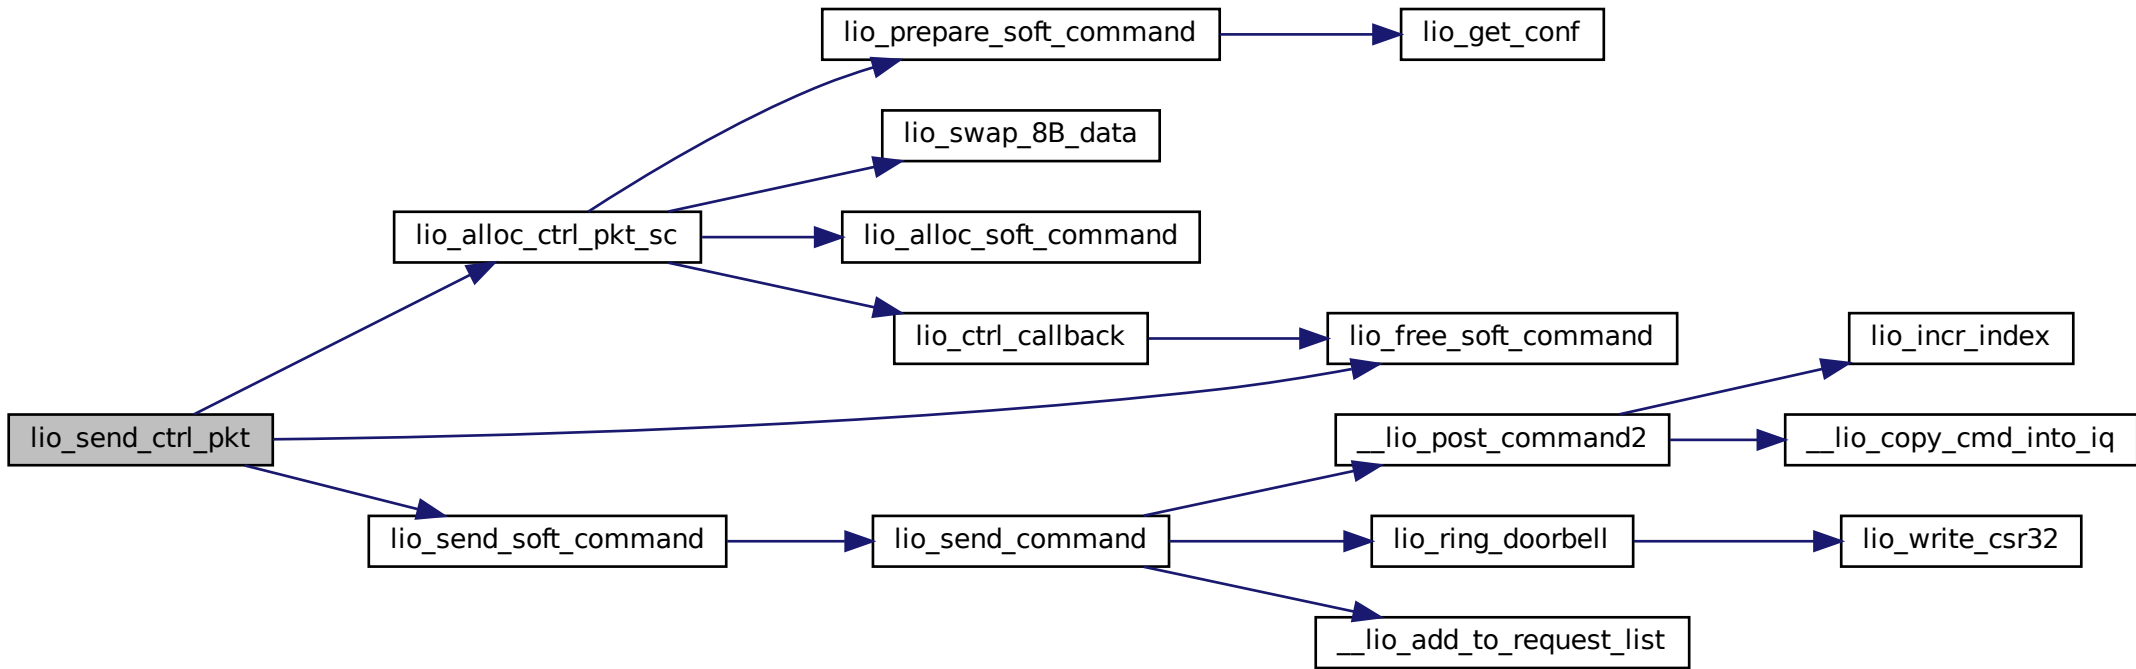 lio_prepare_soft_command
lio_get_conf
lio_swap_8B_data
lio_alloc_ctrl_pkt_sc
lio_alloc_soft_command
lio_ctrl_callback
lio_free_soft_command
lio_incr_index
lio_send_ctrl_pkt
__lio_post_command2
__lio_copy_cmd_into_iq
lio_send_soft_command
lio_send_command
lio_ring_doorbell
lio_write_csr32
__lio_add_to_request_list